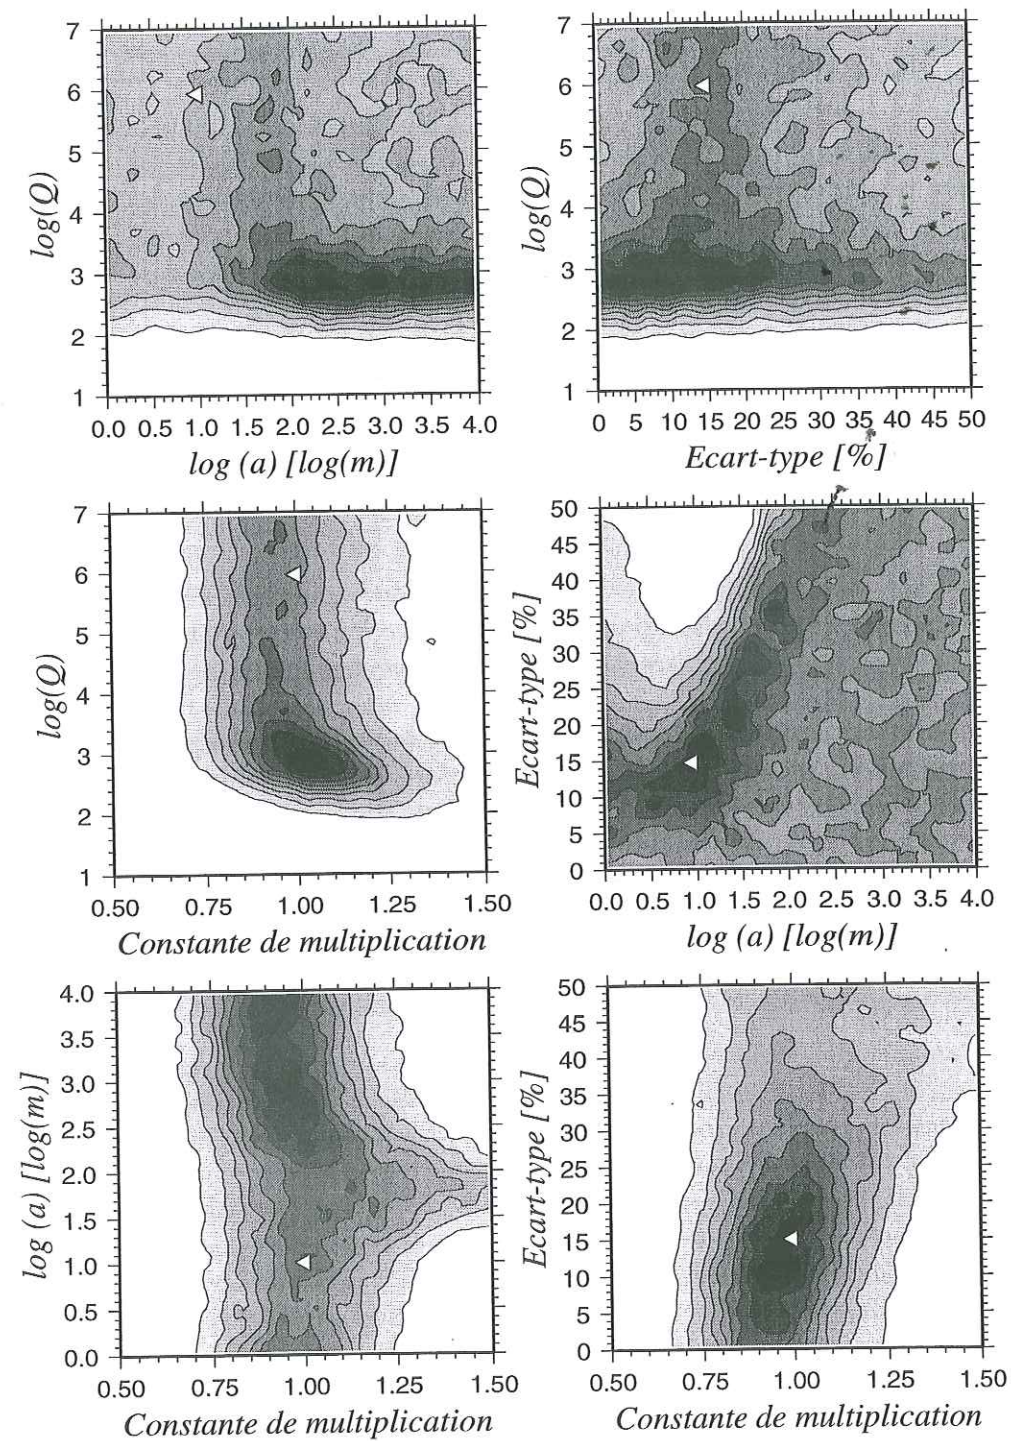 7
6
5
4
3
2
1
log(Q)
0.0 0.5 1.0 1.5 2.0 2.5 3.0 3.5 4.0
log (a) [log(m)]
7
6
5
4
3
2
1
log(Q)
0 5 10 15 20 25 30 35 40 45 50
Ecart-type [%]
7
6
5
4
3
2
1
log(Q)
0.50 0.75 1.00 1.25 1.50
Constante de multiplication
50
45
40
35
30
25
20
15
10
5
0
Ecart-type [%]
0.0 0.5 1.0 1.5 2.0 2.5 3.0 3.5 4.0
log (a) [log(m)]
4.0
3.5
3.0
2.5
2.0
1.5
1.0
0.5
0.0
log (a) [log(m)]
0.50 0.75 1.00 1.25 1.50
Constante de multiplication
50
45
40
35
30
25
20
15
10
5
0
Ecart-type [%]
0.50 0.75 1.00 1.25 1.50
Constante de multiplication